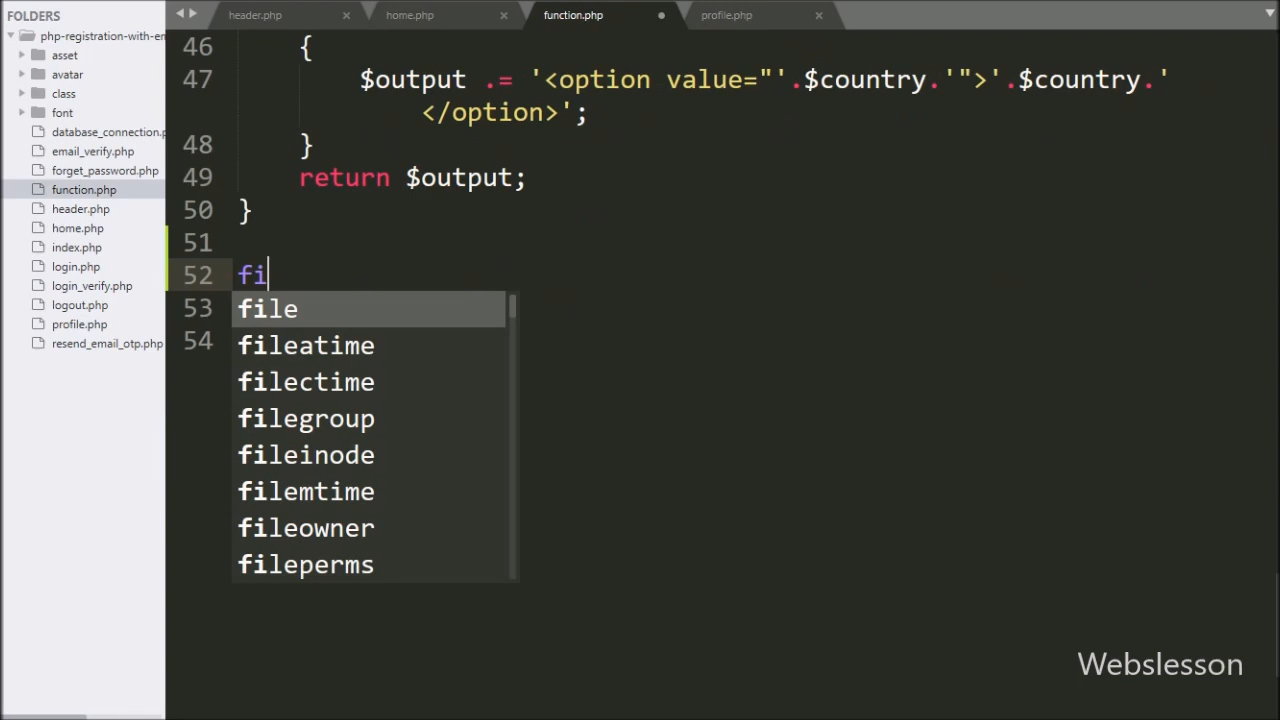 FOLDERS
php-registration-with-en
asset
avatar
class
font
database_connection.p
email_verify.php
forget_password.php
function.php
header.php
home.php
index.php
login.php
login_verify.php
logout.php
profile.php
resend_email_otp.php
header.php
home.php
function.php
profile.php
46 {
47 $output .= '<option value="'.$country.'">'.$country.'
</option>';
48 }
49 return $output;
50 }
51
52 fi
53
54
file
fileatime
filectime
filegroup
fileinode
filemtime
fileowner
fileperms
Webslesson